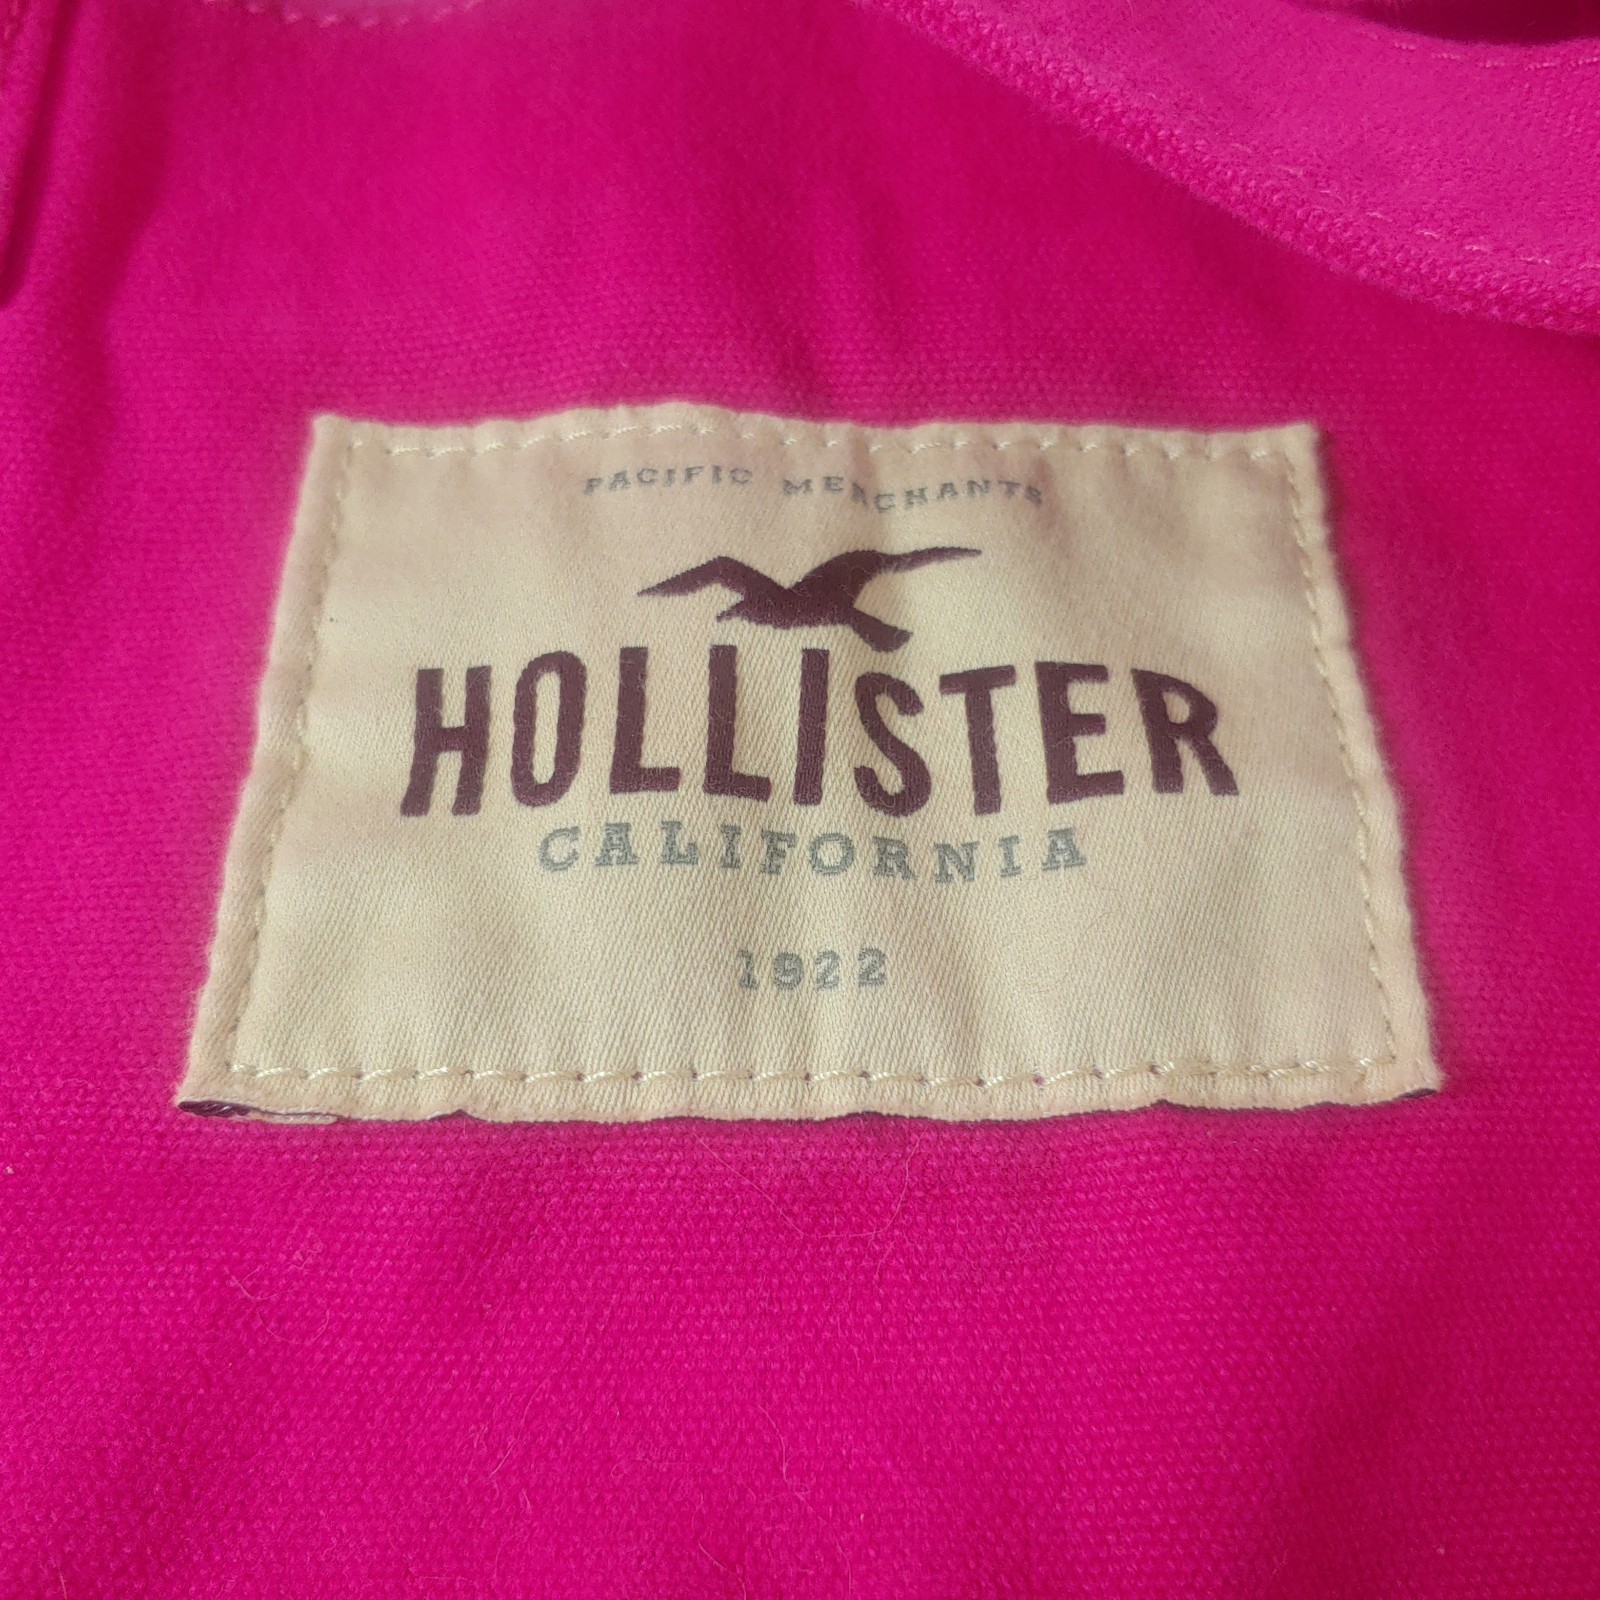 PACIFIC MERCHANTS
HOLLISTER
CALIFORNIA
1922